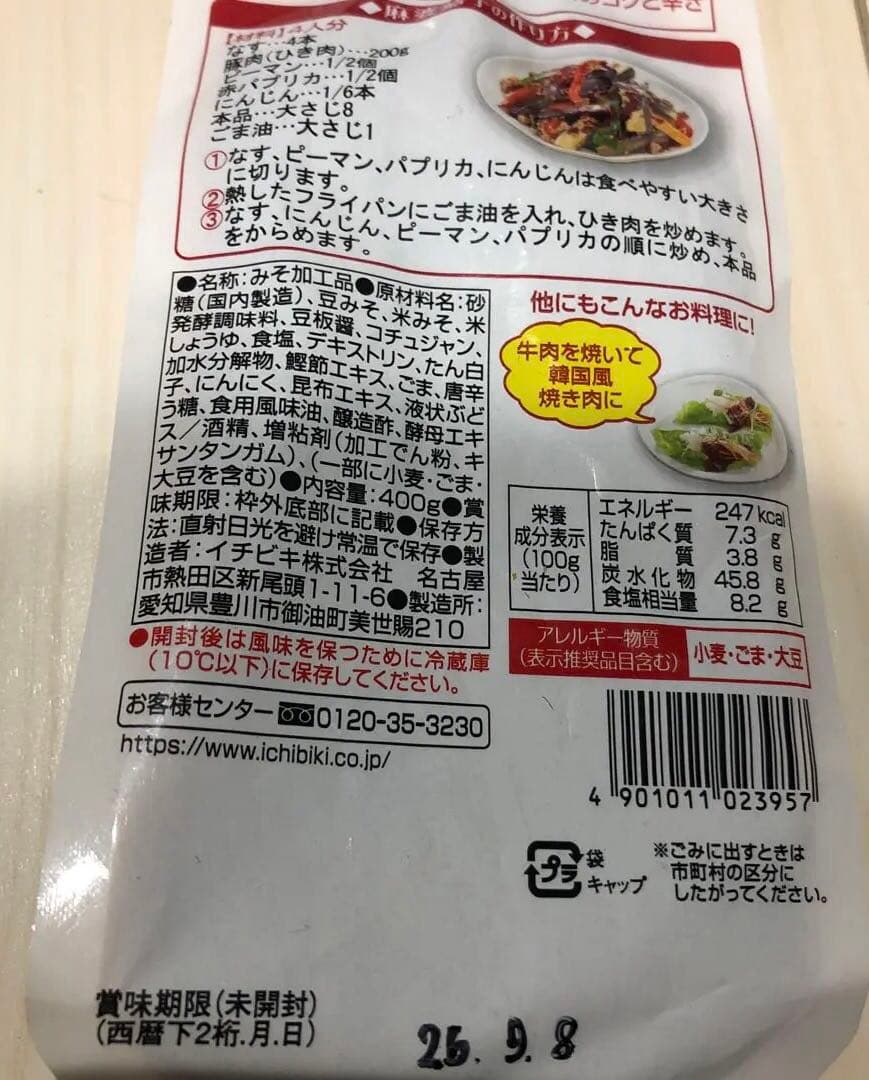 のコクと辛さ
◆麻婆茄子の作り方◆
【材料】4人分
なす…4本
豚肉(ひき肉)…200g
ピーマン…1/2個
赤パプリカ…1/2個
にんじん…1/6本
本品…大さじ8
ごま油…大さじ1
①なす、ピーマン、パプリカ、にんじんは食べやすい大きさ
に切ります。
②熱したフライパンにごま油を入れ、ひき肉を炒めます。
③なす、にんじん、ピーマン、パプリカの順に炒め、本品
をからめます。
●名称:みそ加工品●原材料名:砂
糖(国内製造)、豆みそ、米みそ、米
発酵調味料、豆板醤、コチュジャン、
しょうゆ、食塩、デキストリン、たん白
加水分解物、鰹節エキス、ごま、唐辛
子、にんにく、昆布エキス、液状ぶど
う糖、食用風味油、醸造酢、酵母エキ
ス/酒精、増粘剤(加工でん粉、キ
サンタンガム)、(一部に小麦・ごま・
大豆を含む)●内容量:400g●賞
味期限:枠外底部に記載●保存方
法:直射日光を避け常温で保存●製
造者:イチビキ株式会社 名古屋
市熱田区新尾頭1-11-6●製造所:
愛知県豊川市御油町美世賜210
●開封後は風味を保つために冷蔵庫
(10℃以下)に保存してください。
お客様センター 0120-35-3230
https://www.ichibiki.co.jp/
他にもこんなお料理に!
牛肉を焼いて
韓国風
焼き肉に
栄養
成分表示
(100g
当たり)
エネルギー 247kcal
たんぱく質 7.3 g
脂質 3.8 g
炭水化物 45.8 g
食塩相当量 8.2 g
アレルギー物質
(表示推奨品目含む)
小麦・ごま・大豆
4 901011 023957
プラ
袋
キャップ
※ごみに出すときは
市町村の区分に
したがってください。
賞味期限(未開封)
(西暦下2桁.月.日)
25. 9. 8